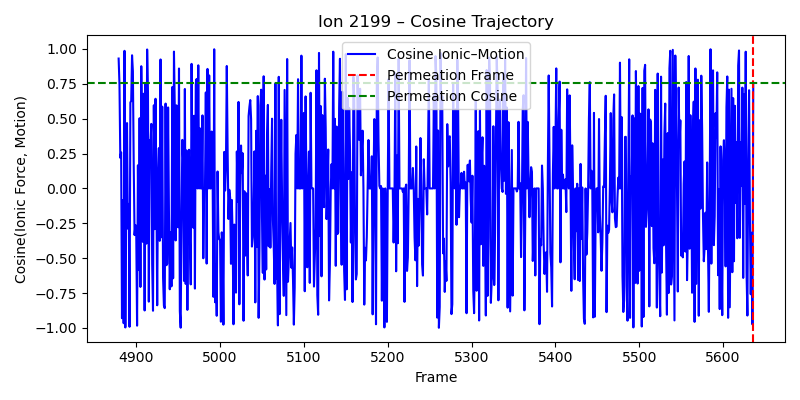 Ion 2199 – Cosine Trajectory
Cosine(Ionic Force, Motion)
1.00
0.75
0.50
0.25
0.00
−0.25
−0.50
−0.75
−1.00
Cosine Ionic–Motion
Permeation Frame
Permeation Cosine
4900
5000
5100
5200
5300
5400
5500
5600
Frame